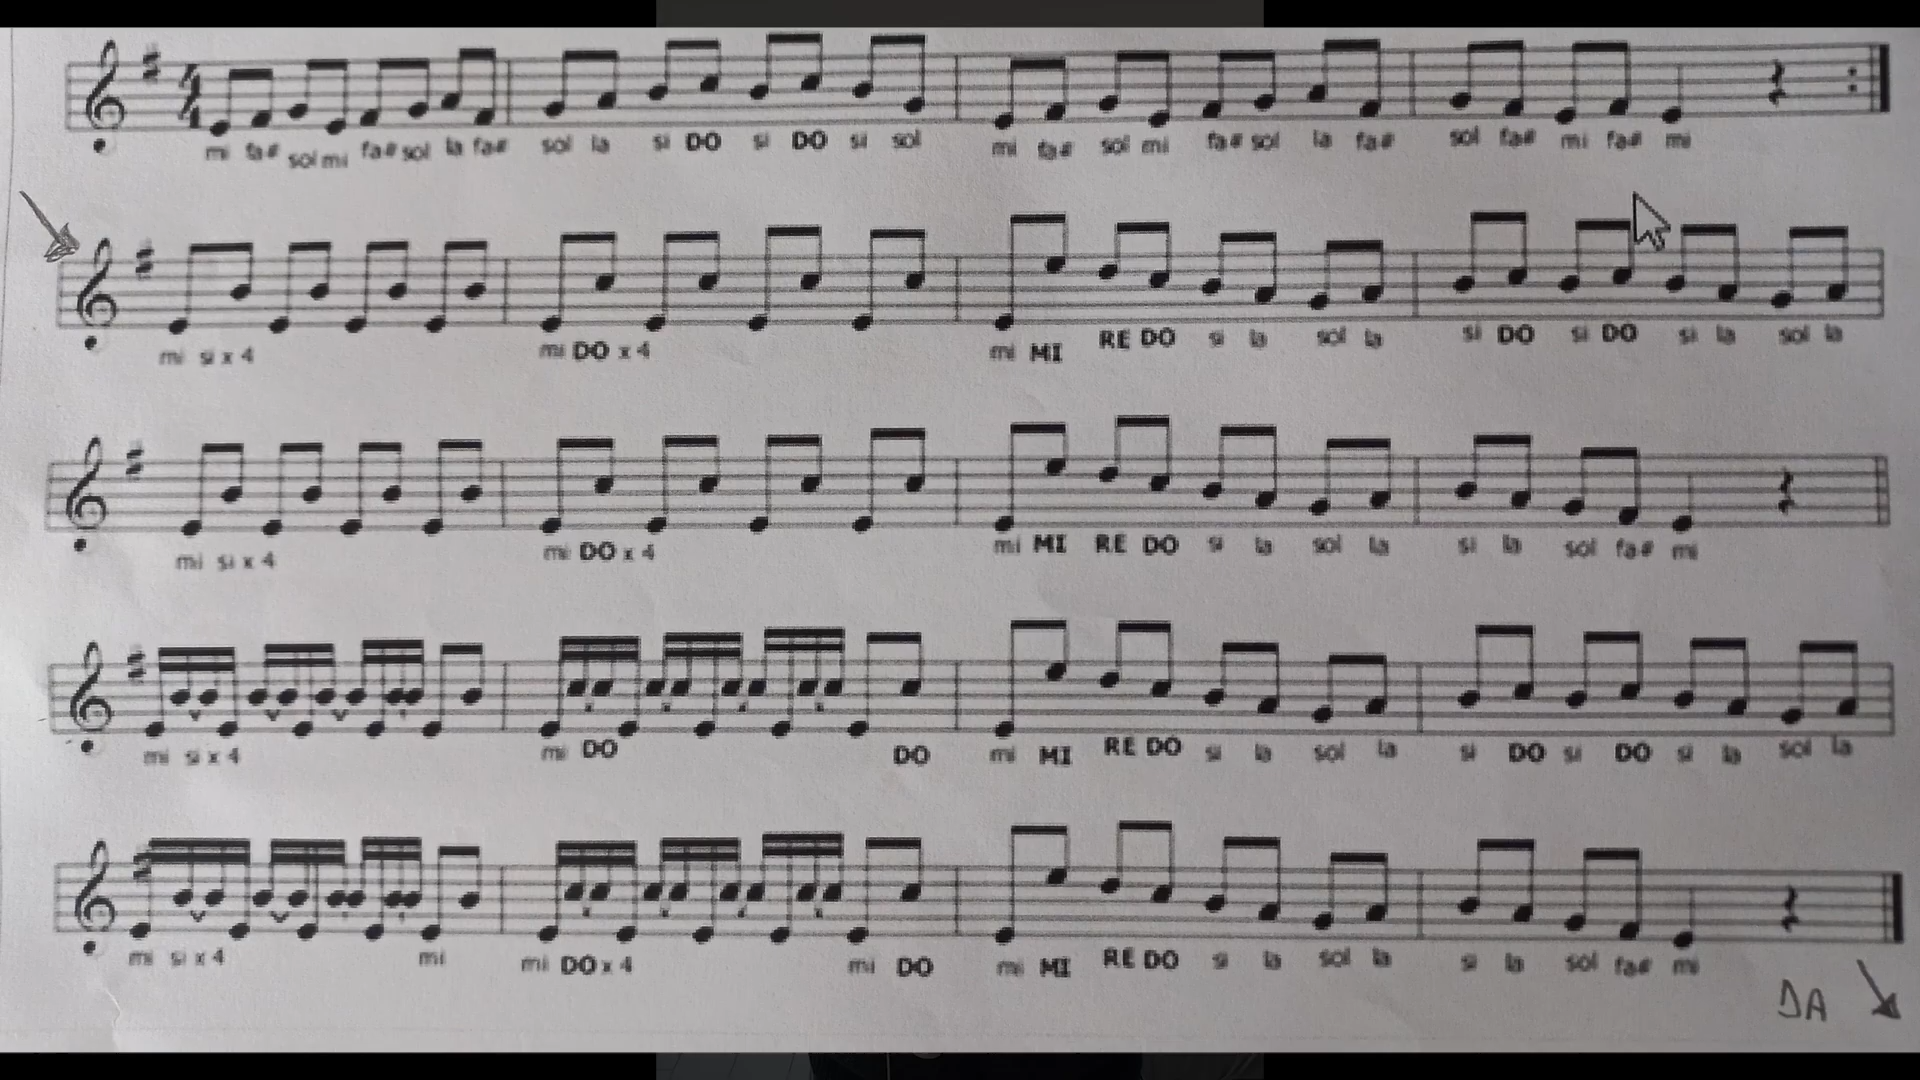 4/4
mi fa# sol mi fa# sol la fa# sol la si DO si DO si sol mi fa# sol mi fa# sol la fa# sol fa# mi fa# mi
mi si x 4 mi DO x 4 mi MI RE DO si la sol la si DO si DO si la sol la
mi si x 4 mi DO x 4 mi MI RE DO si la sol la si la sol fa# mi
mi si x 4 mi DO DO mi MI RE DO si la sol la si DO si DO si la sol la
mi si x 4 mi mi DO x 4 mi DO mi MI RE DO si la sol la si la sol fa# mi
DA